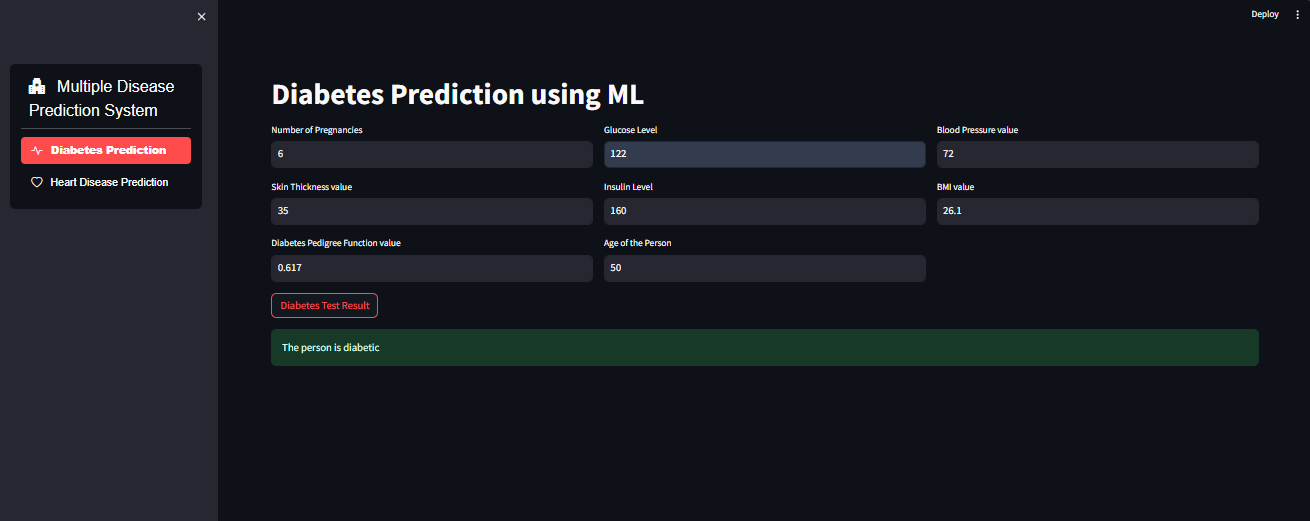 Deploy
Multiple Disease
Prediction System
Diabetes Prediction
Heart Disease Prediction
Diabetes Prediction using ML
Number of Pregnancies
6
Glucose Level
122
Blood Pressure value
72
Skin Thickness value
35
Insulin Level
160
BMI value
26.1
Diabetes Pedigree Function value
0.617
Age of the Person
50
Diabetes Test Result
The person is diabetic